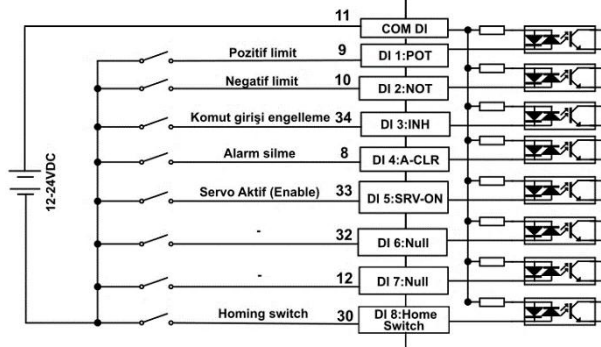 11 COM DI
Pozitif limit 9 DI 1:POT
Negatif limit 10 DI 2:NOT
Komut girişi engelleme 34 DI 3:INH
Alarm silme 8 DI 4:A-CLR
Servo Aktif (Enable) 33 DI 5:SRV-ON
- 32 DI 6:Null
- 12 DI 7:Null
Homing switch 30 DI 8:Home
Switch
12-24VDC